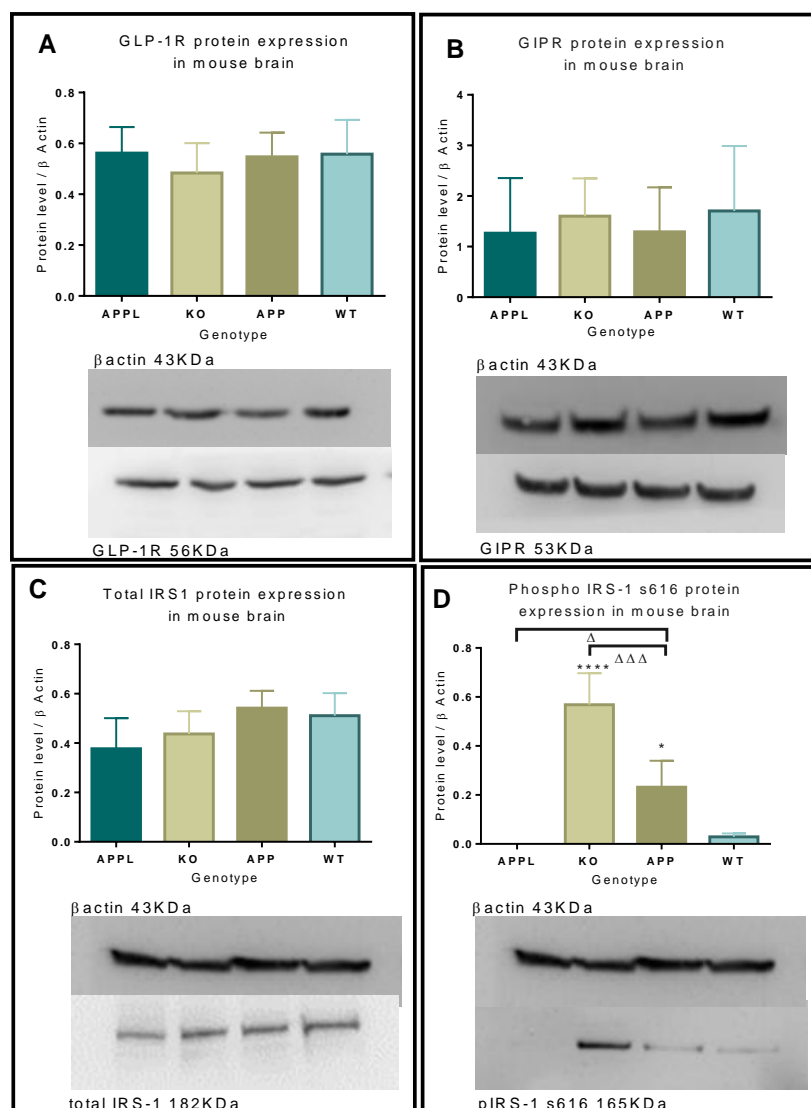 A
GLP-1R protein expression
in mouse brain
Protein level / β Actin
0.8
0.6
0.4
0.2
0.0
APPL KO APP WT
Genotype
βactin 43KDa
GLP-1R 56KDa
B
GIPR protein expression
in mouse brain
Protein level / β Actin
4
3
2
1
0
APPL KO APP WT
Genotype
βactin 43KDa
GIPR 53KDa
C
Total IRS1 protein expression
in mouse brain
Protein level / β Actin
0.8
0.6
0.4
0.2
0.0
APPL KO APP WT
Genotype
βactin 43KDa
total IRS-1 182KDa
D
Phospho IRS-1 s616 protein
expression in mouse brain
Δ
ΔΔΔ
****
*
Protein level / β Actin
0.8
0.6
0.4
0.2
0.0
APPL KO APP WT
Genotype
βactin 43KDa
pIRS-1 s616 165KDa